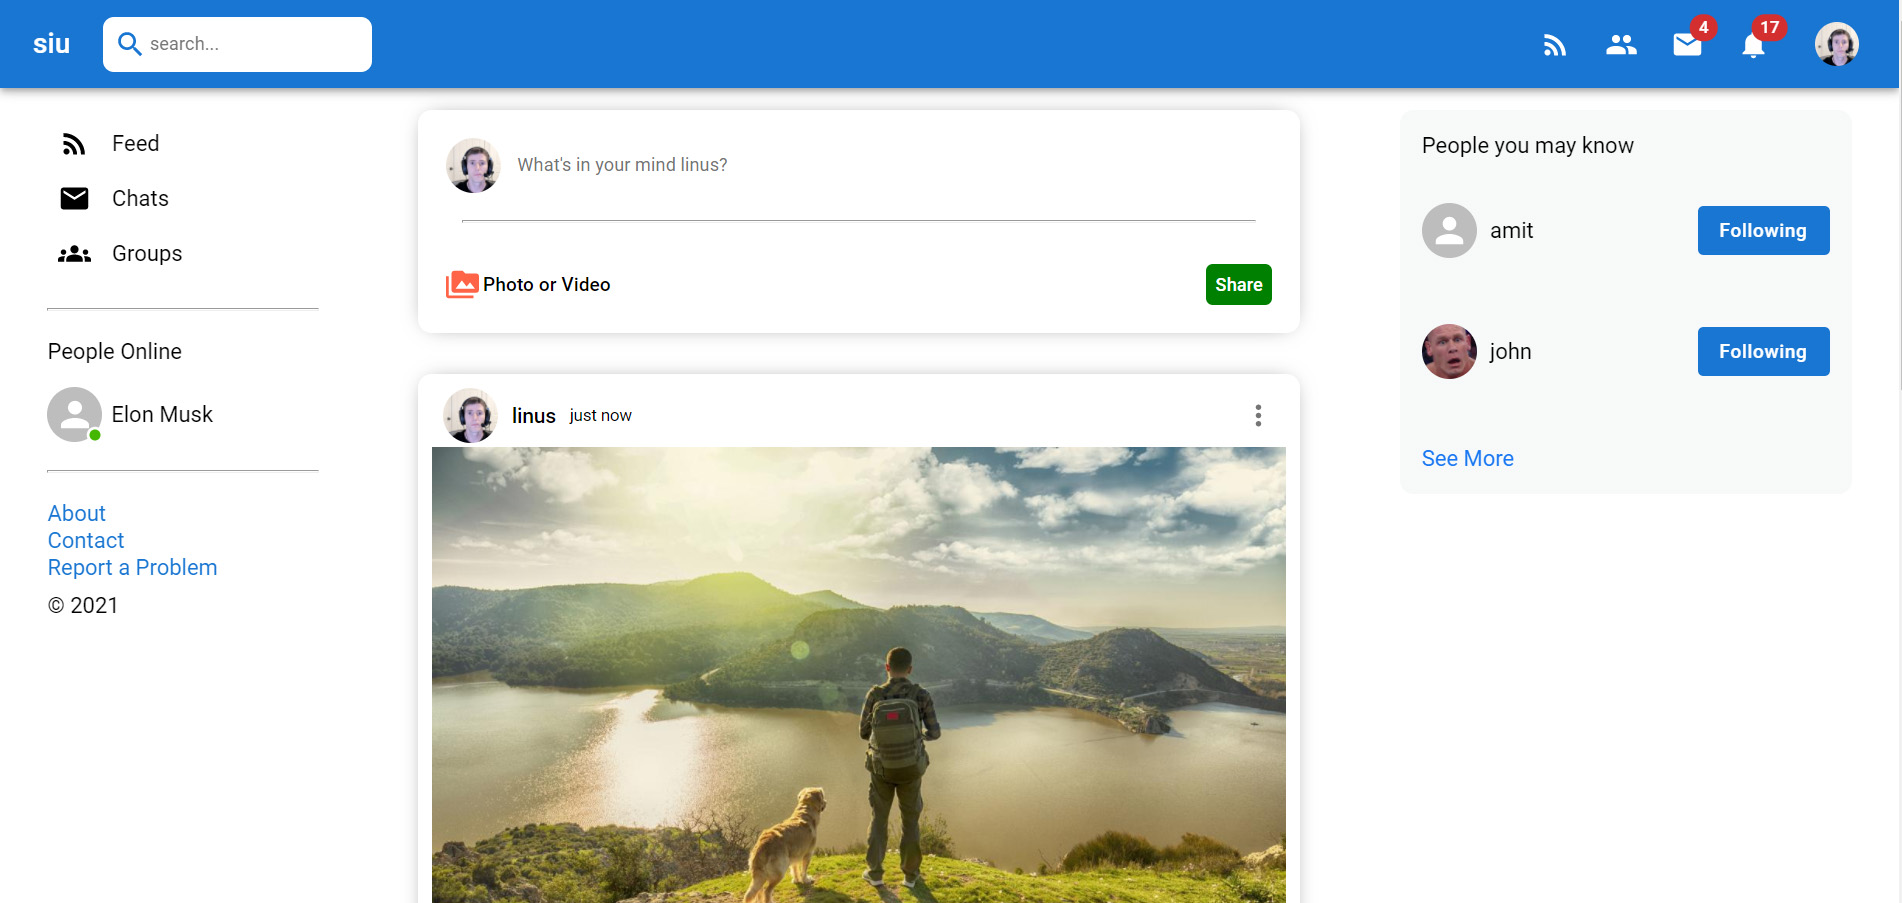 siu
search...
4
17
Feed
Chats
Groups
People Online
Elon Musk
About
Contact
Report a Problem
© 2021
What's in your mind linus?
Photo or Video
Share
linus just now
People you may know
amit
Following
john
Following
See More